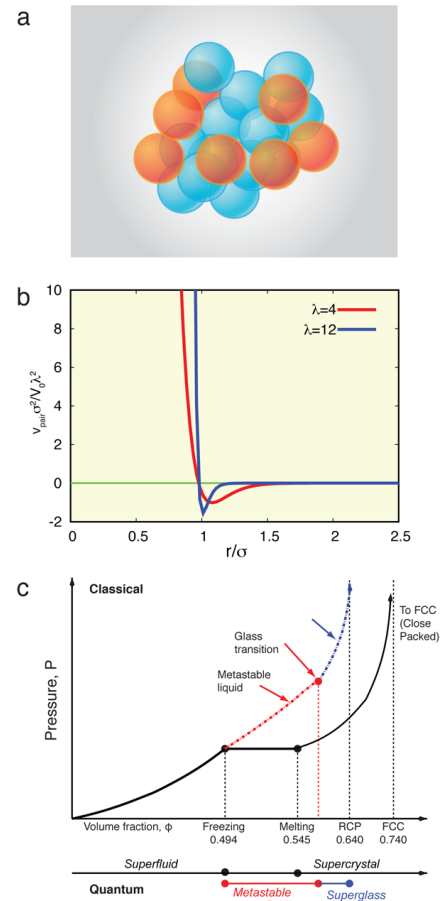 a
b
10
8
6
4
2
0
-2
v_pair σ²/V₀λ²
λ=4
λ=12
0
0.5
1
1.5
2
2.5
r/σ
c
Classical
To FCC
(Close
Packed)
Glass
transition
Metastable
liquid
Pressure, P
Volume fraction, ϕ
Freezing
0.494
Melting
0.545
RCP
0.640
FCC
0.740
Superfluid
Supercrystal
Quantum
Metastable
Superglass